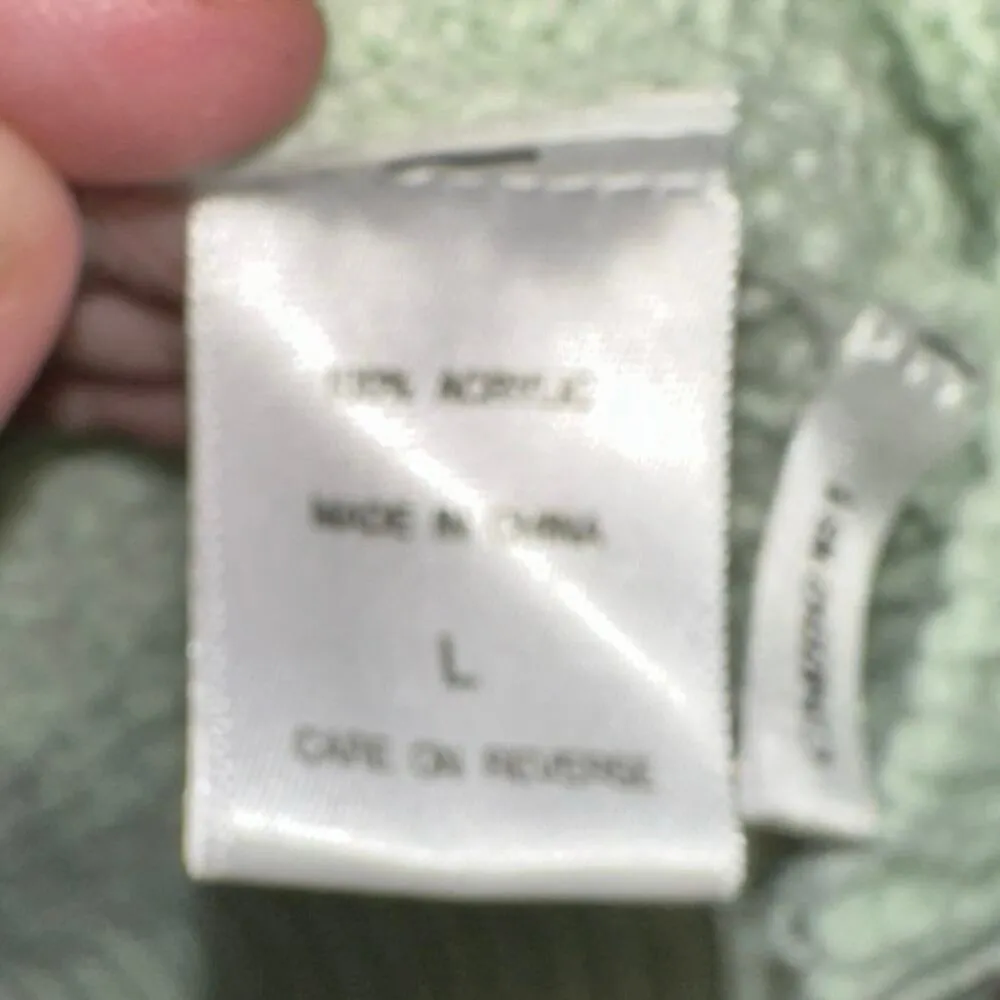 100% ACRYLIC
MADE IN CHINA
L
CARE ON REVERSE